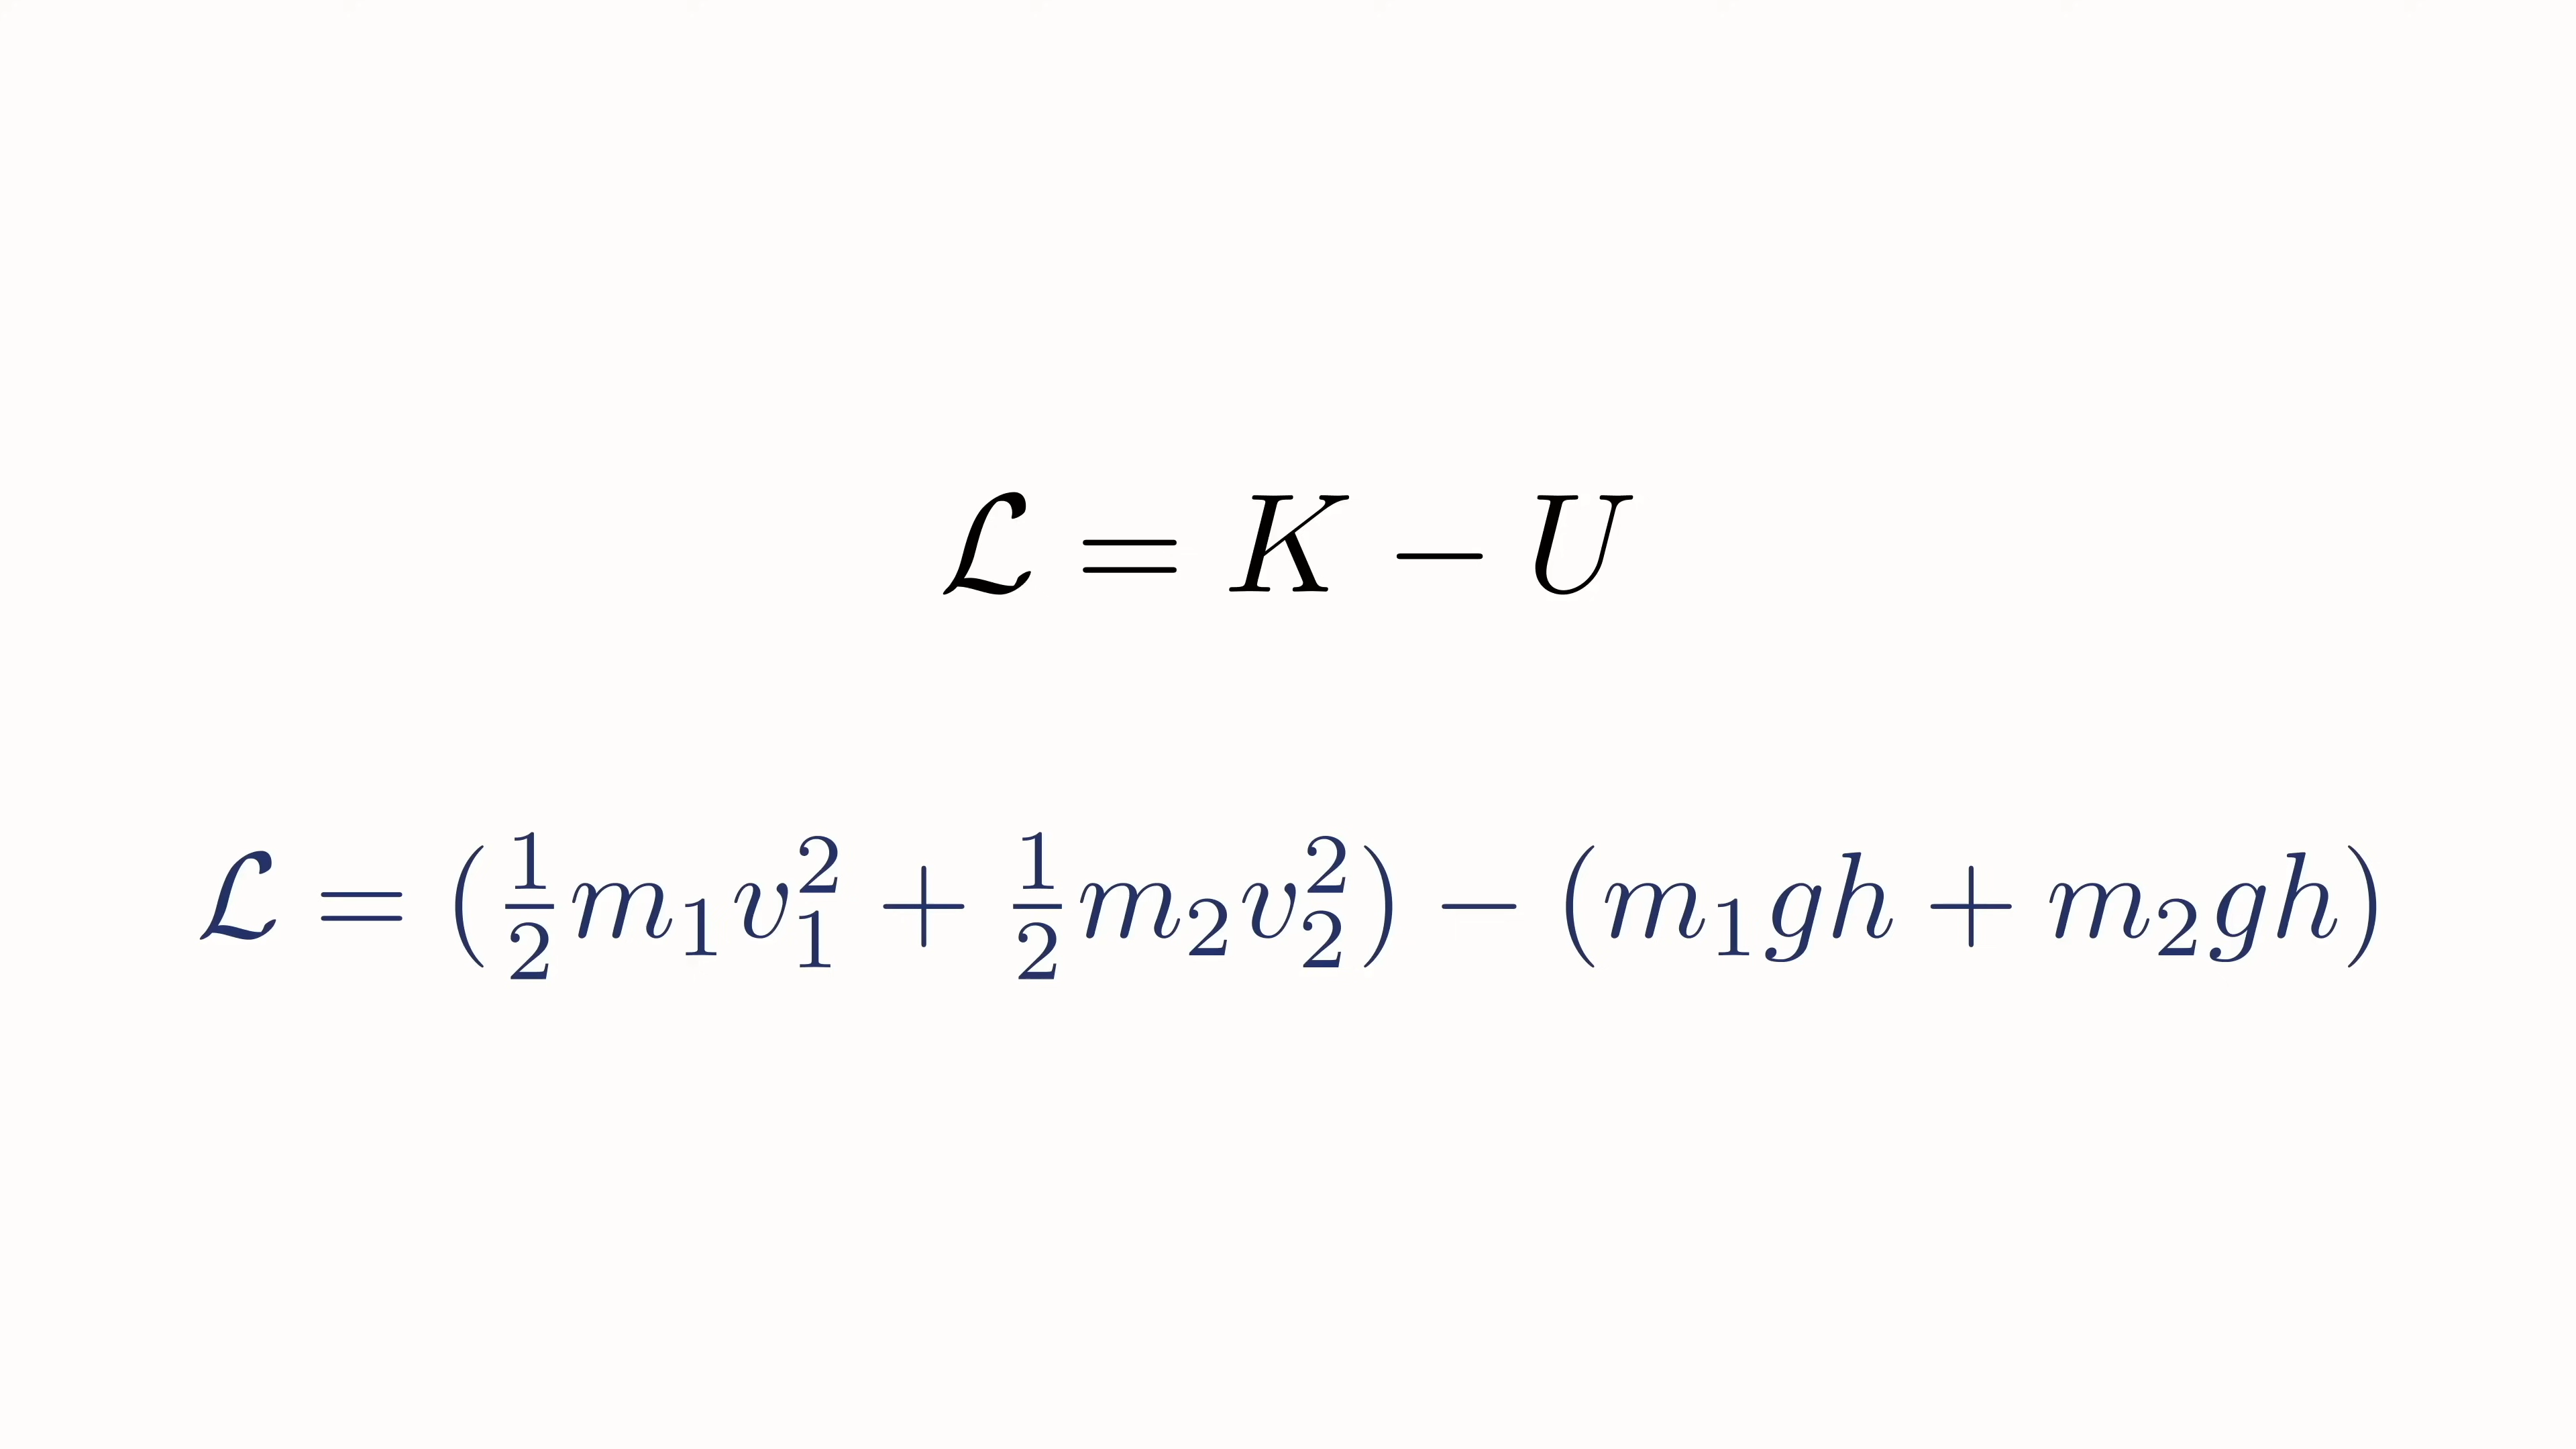 ℒ = K − U
ℒ = (½m₁v₁² + ½m₂v₂²) − (m₁gh + m₂gh)